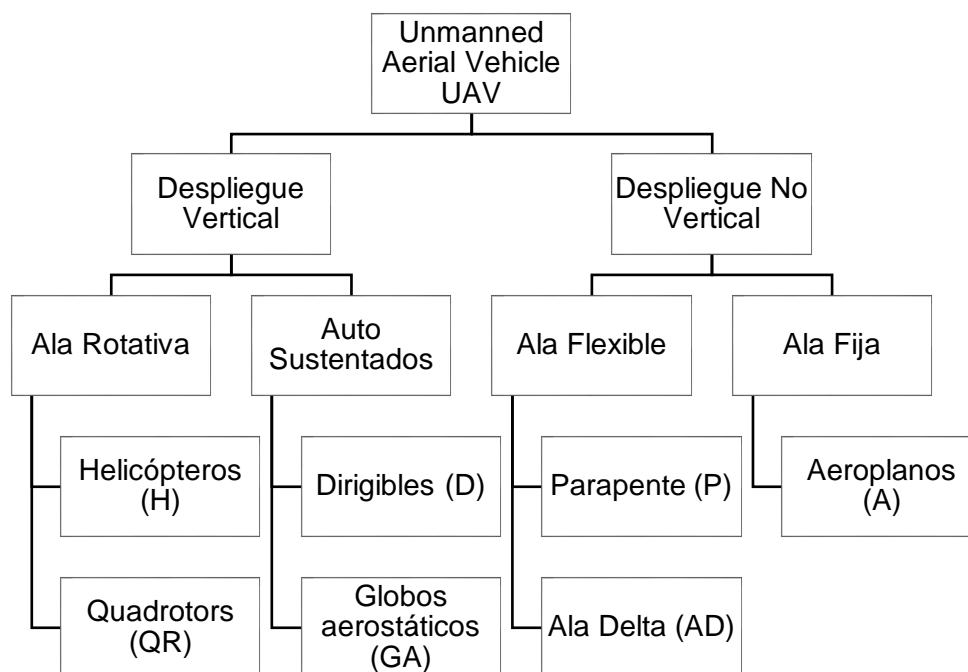 Unmanned
Aerial Vehicle
UAV
Despliegue
Vertical
Despliegue No
Vertical
Ala Rotativa
Auto
Sustentados
Ala Flexible
Ala Fija
Helicópteros
(H)
Dirigibles (D)
Parapente (P)
Aeroplanos
(A)
Quadrotors
(QR)
Globos
aerostáticos
(GA)
Ala Delta (AD)